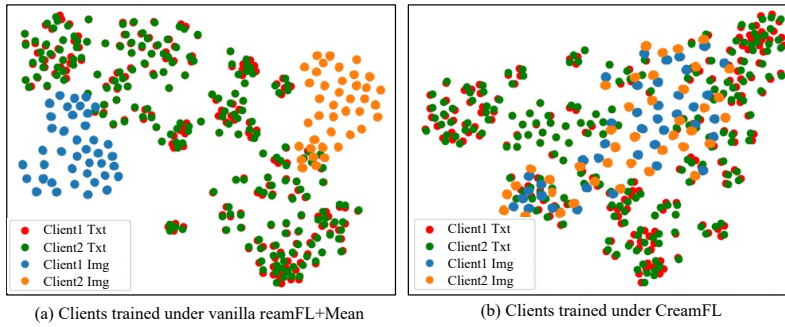 Client1 Txt
Client2 Txt
Client1 Img
Client2 Img
(a) Clients trained under vanilla reamFL+Mean
Client1 Txt
Client2 Txt
Client1 Img
Client2 Img
(b) Clients trained under CreamFL